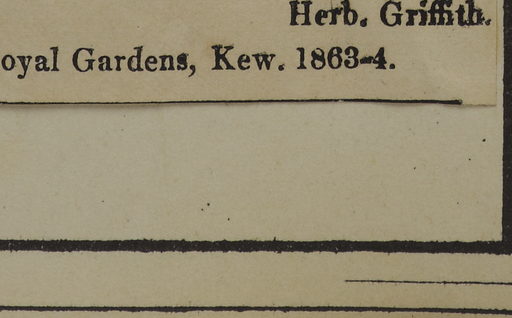 Herb. Griffith.
oyal Gardens, Kew. 1863-4.